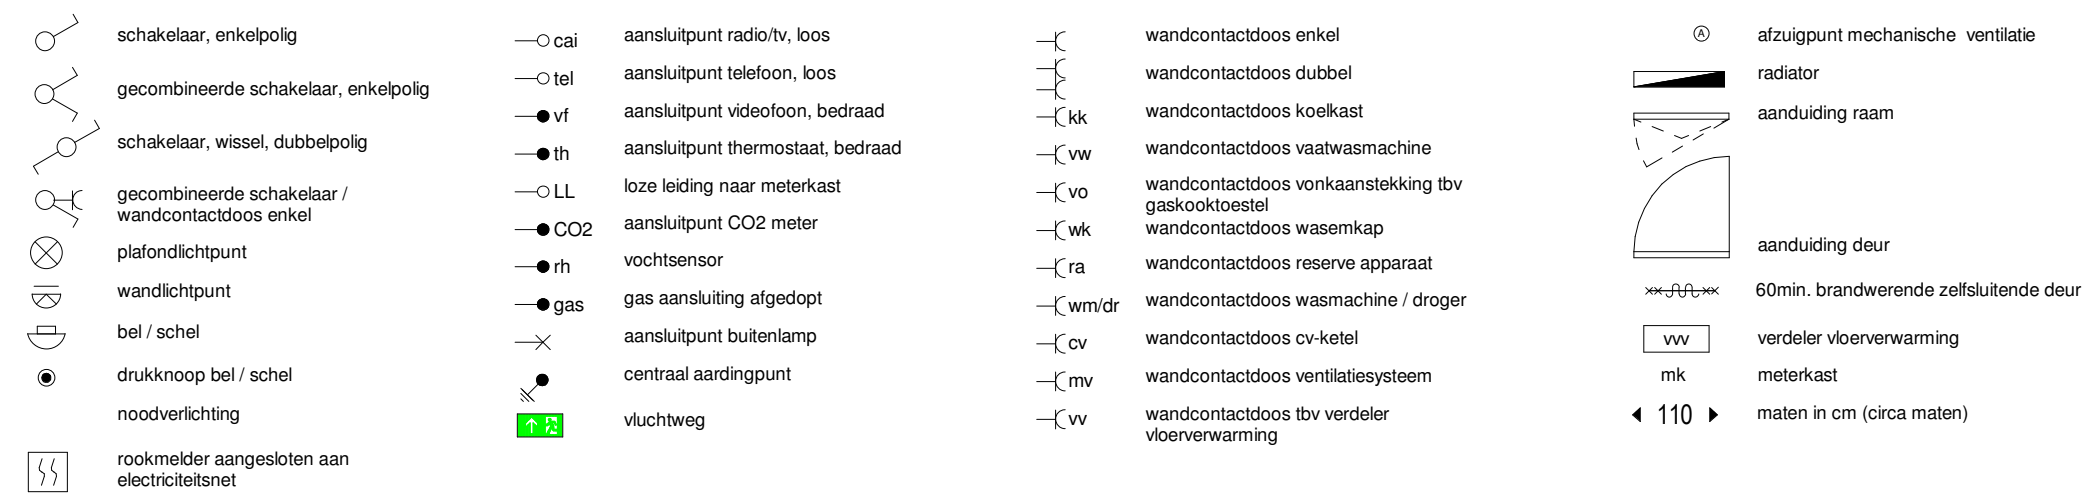 schakelaar, enkelpolig
gecombineerde schakelaar, enkelpolig
schakelaar, wissel, dubbelpolig
gecombineerde schakelaar /
wandcontactdoos enkel
plafondlichtpunt
wandlichtpunt
bel / schel
drukknoop bel / schel
noodverlichting
rookmelder aangesloten aan
electriciteitsnet
cai aansluitpunt radio/tv, loos
tel aansluitpunt telefoon, loos
vf aansluitpunt videofoon, bedraad
th aansluitpunt thermostaat, bedraad
LL loze leiding naar meterkast
CO2 aansluitpunt CO2 meter
rh vochtsensor
gas gas aansluiting afgedopt
aansluitpunt buitenlamp
centraal aardingpunt
vluchtweg
wandcontactdoos enkel
wandcontactdoos dubbel
kk wandcontactdoos koelkast
vw wandcontactdoos vaatwasmachine
vo wandcontactdoos vonkaanstekking tbv
gaskooktoestel
wk wandcontactdoos wasemkap
ra wandcontactdoos reserve apparaat
wm/dr wandcontactdoos wasmachine / droger
cv wandcontactdoos cv-ketel
mv wandcontactdoos ventilatiesysteem
vv wandcontactdoos tbv verdeler
vloerverwarming
A afzuigpunt mechanische ventilatie
radiator
aanduiding raam
aanduiding deur
60min. brandwerende zelfsluitende deur
vvv verdeler vloerverwarming
mk meterkast
110 maten in cm (circa maten)